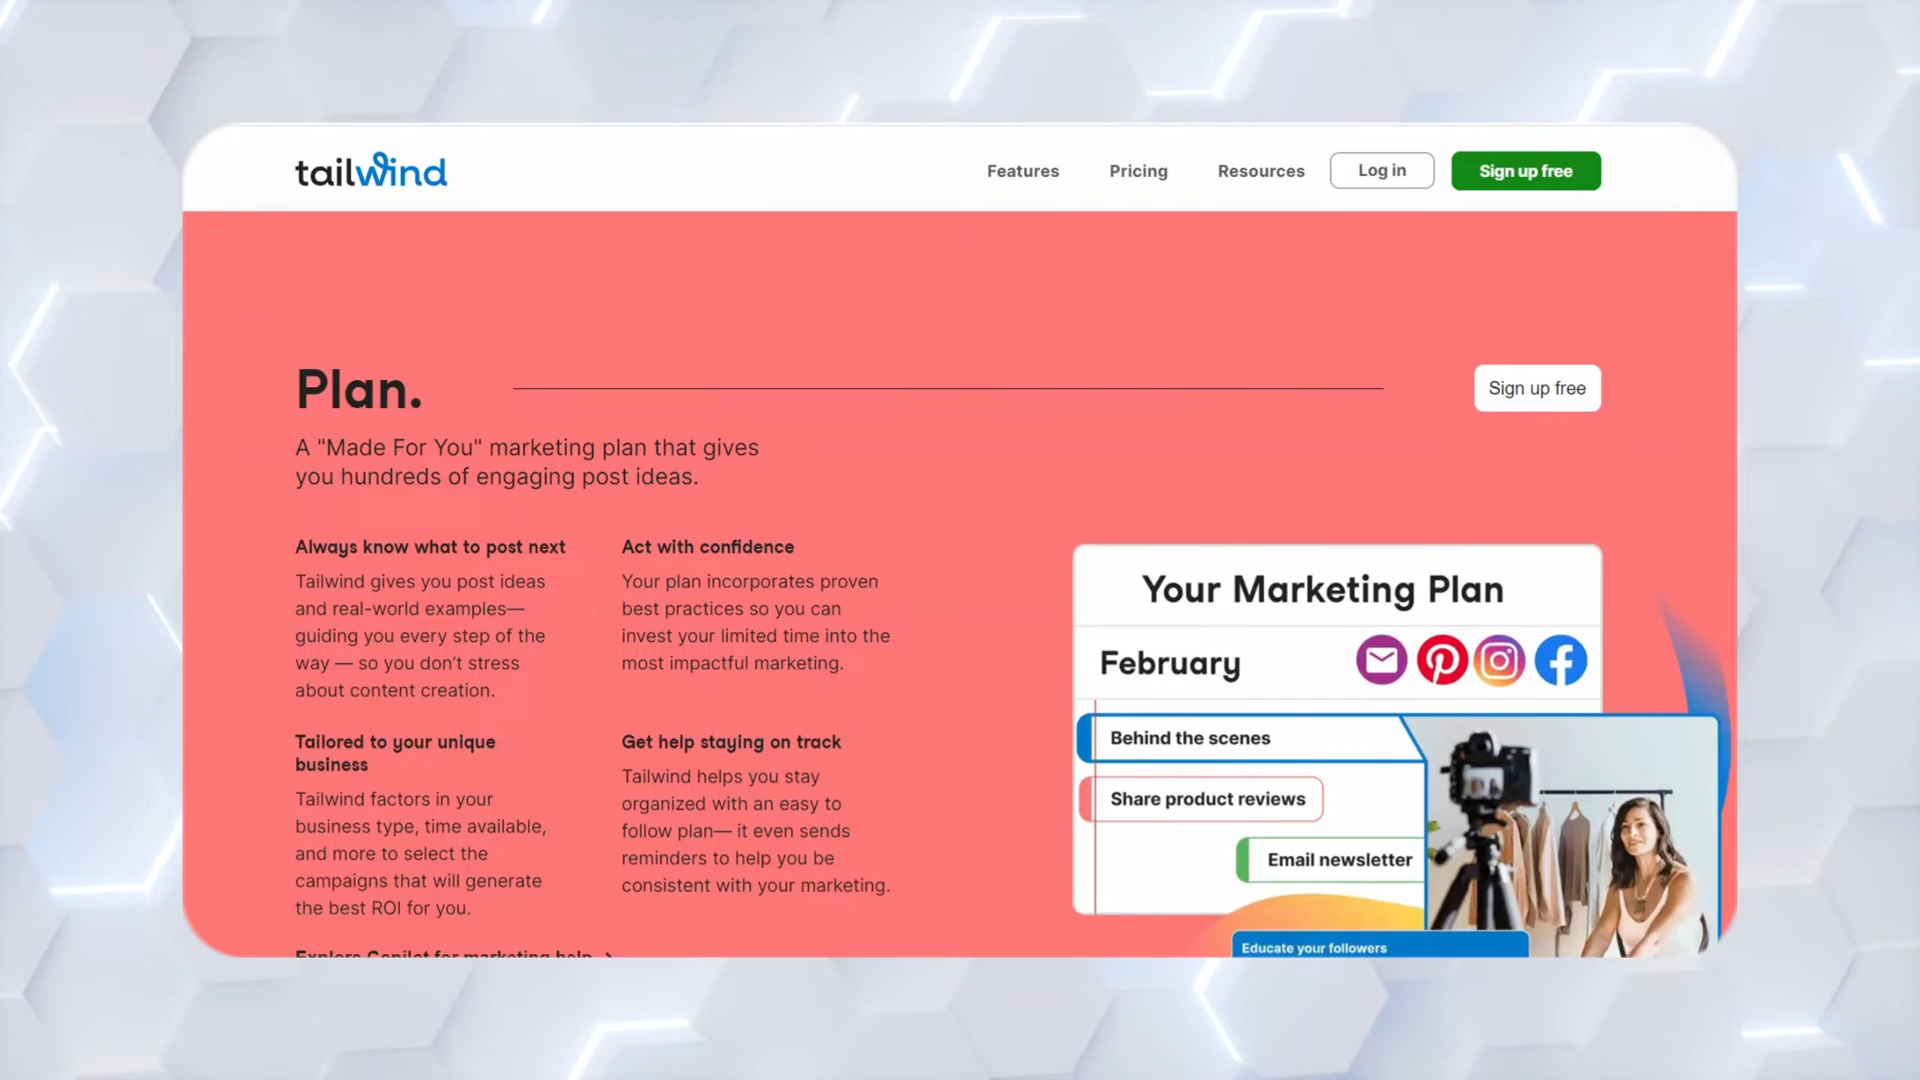 tailwind
Features
Pricing
Resources
Log in
Sign up free
Plan.
Sign up free
A "Made For You" marketing plan that gives
you hundreds of engaging post ideas.
Always know what to post next
Tailwind gives you post ideas
and real-world examples—
guiding you every step of the
way — so you don’t stress
about content creation.
Act with confidence
Your plan incorporates proven
best practices so you can
invest your limited time into the
most impactful marketing.
Tailored to your unique
business
Tailwind factors in your
business type, time available,
and more to select the
campaigns that will generate
the best ROI for you.
Get help staying on track
Tailwind helps you stay
organized with an easy to
follow plan— it even sends
reminders to help you be
consistent with your marketing.
Explore Copilot for marketing help
Your Marketing Plan
February
Behind the scenes
Share product reviews
Email newsletter
Educate your followers